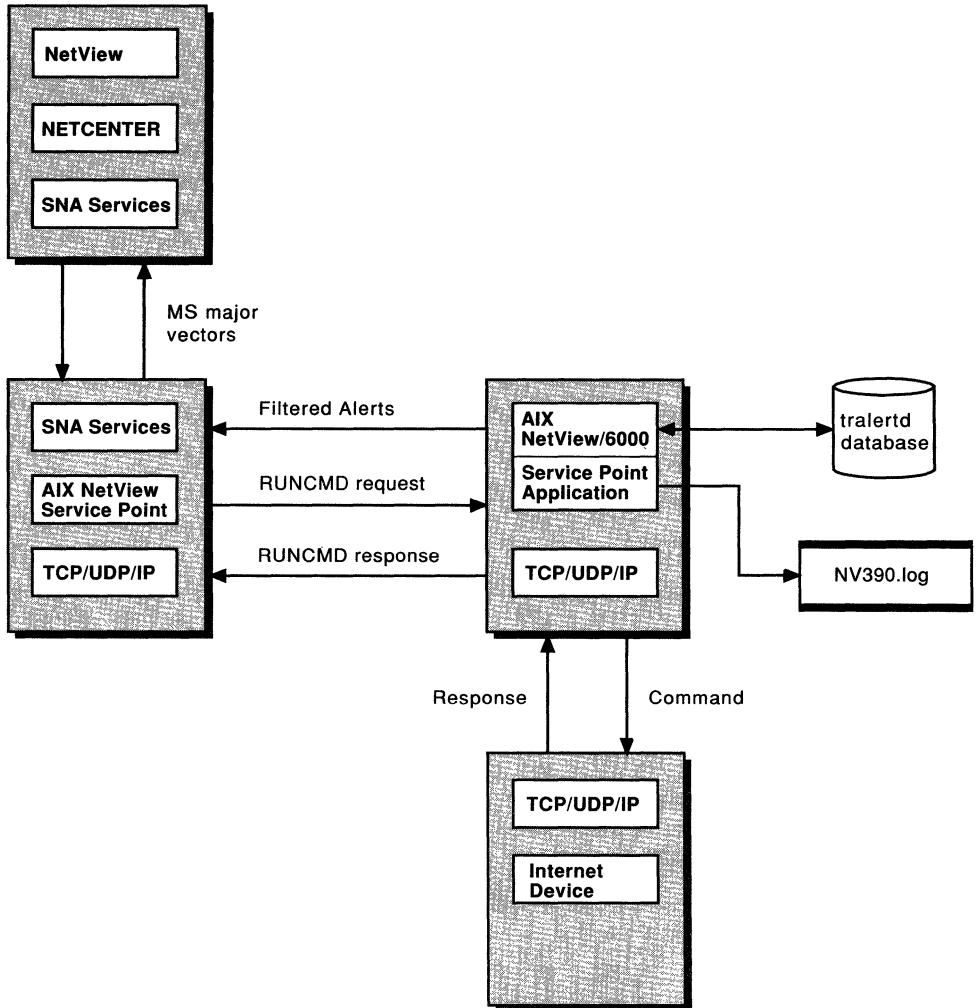 NetView
NETCENTER
SNA Services
MS major
vectors
SNA Services
AIX NetView
Service Point
TCP/UDP/IP
Filtered Alerts
RUNCMD request
RUNCMD response
AIX
NetView/6000
Service Point
Application
TCP/UDP/IP
tralertd
database
NV390.log
Response
Command
TCP/UDP/IP
Internet
Device